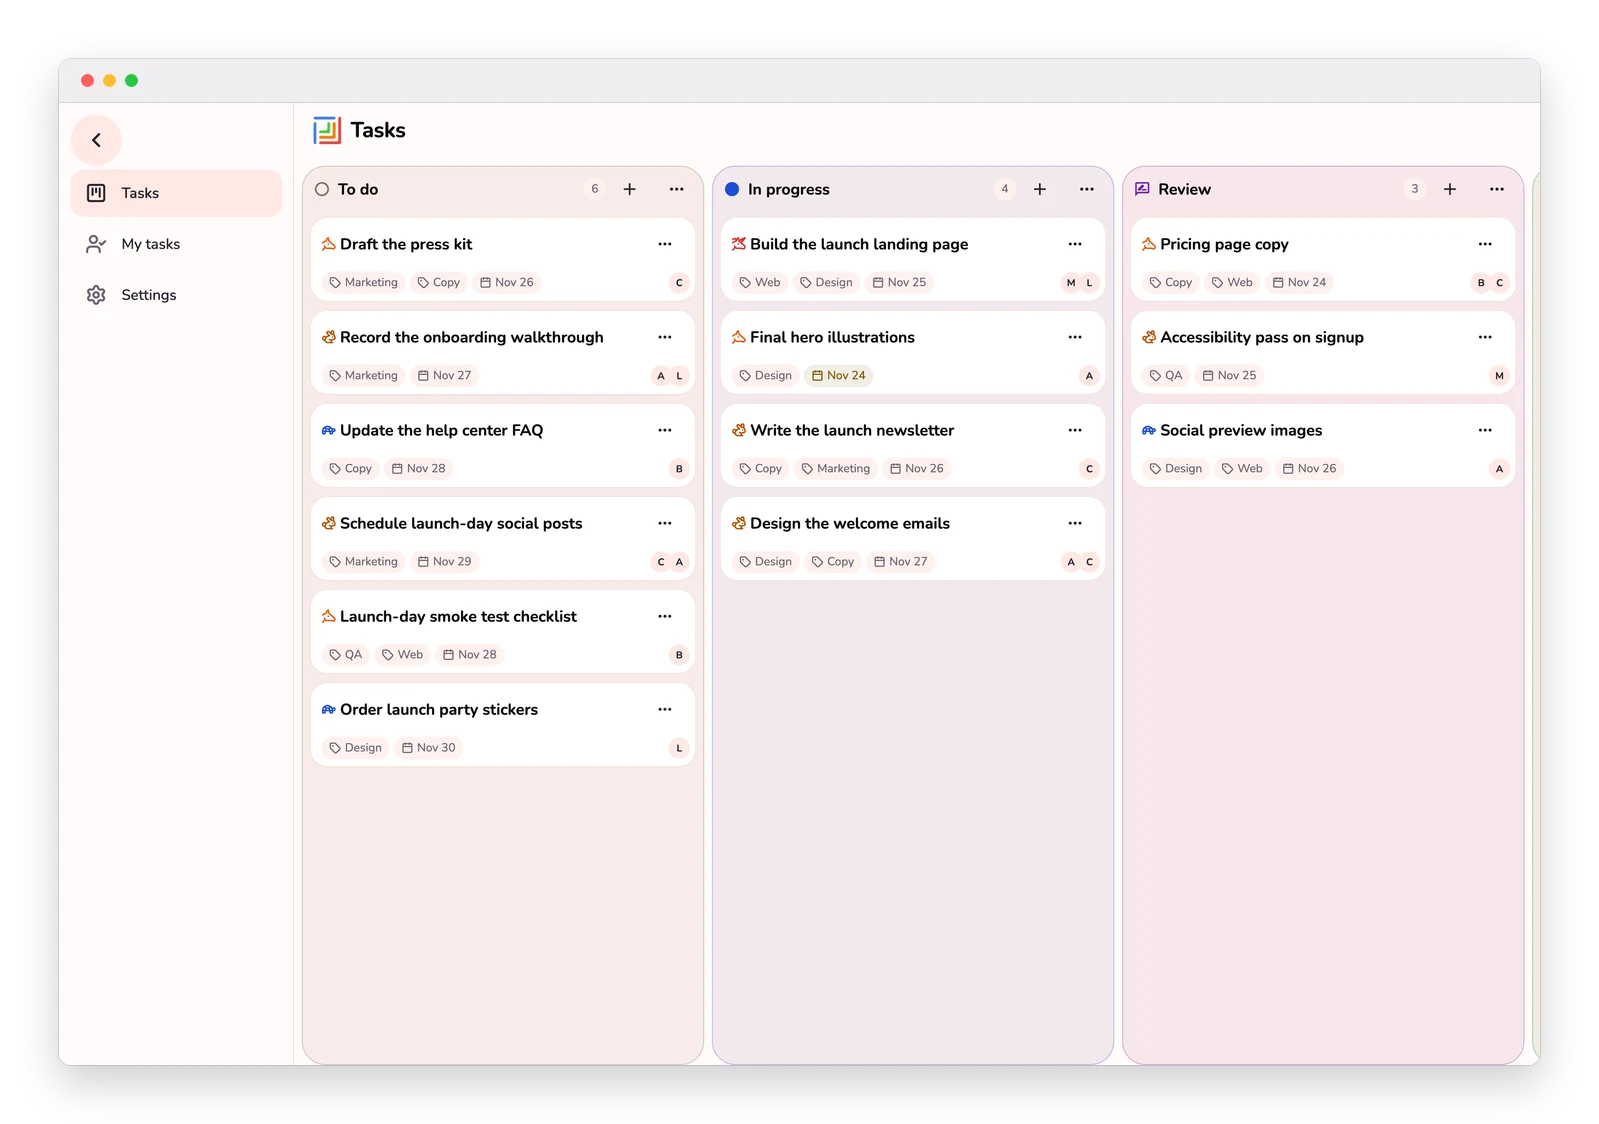 Tasks
Tasks
My tasks
Settings
To do 6
Draft the press kit
Marketing Copy Nov 26 C
Record the onboarding walkthrough
Marketing Nov 27 A L
Update the help center FAQ
Copy Nov 28 B
Schedule launch-day social posts
Marketing Nov 29 C A
Launch-day smoke test checklist
QA Web Nov 28 B
Order launch party stickers
Design Nov 30 L
In progress 4
Build the launch landing page
Web Design Nov 25 M L
Final hero illustrations
Design Nov 24 A
Write the launch newsletter
Copy Marketing Nov 26 C
Design the welcome emails
Design Copy Nov 27 A C
Review 3
Pricing page copy
Copy Web Nov 24 B C
Accessibility pass on signup
QA Nov 25 M
Social preview images
Design Web Nov 26 A